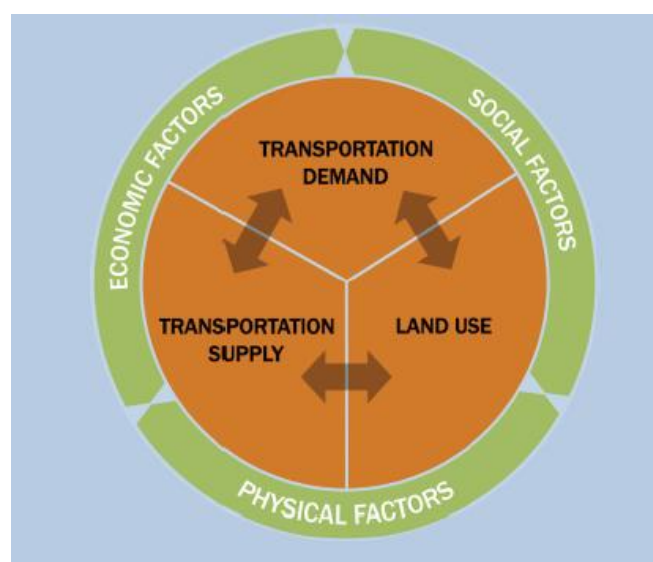 ECONOMIC FACTORS
SOCIAL FACTORS
TRANSPORTATION
DEMAND
TRANSPORTATION
SUPPLY
LAND USE
PHYSICAL FACTORS